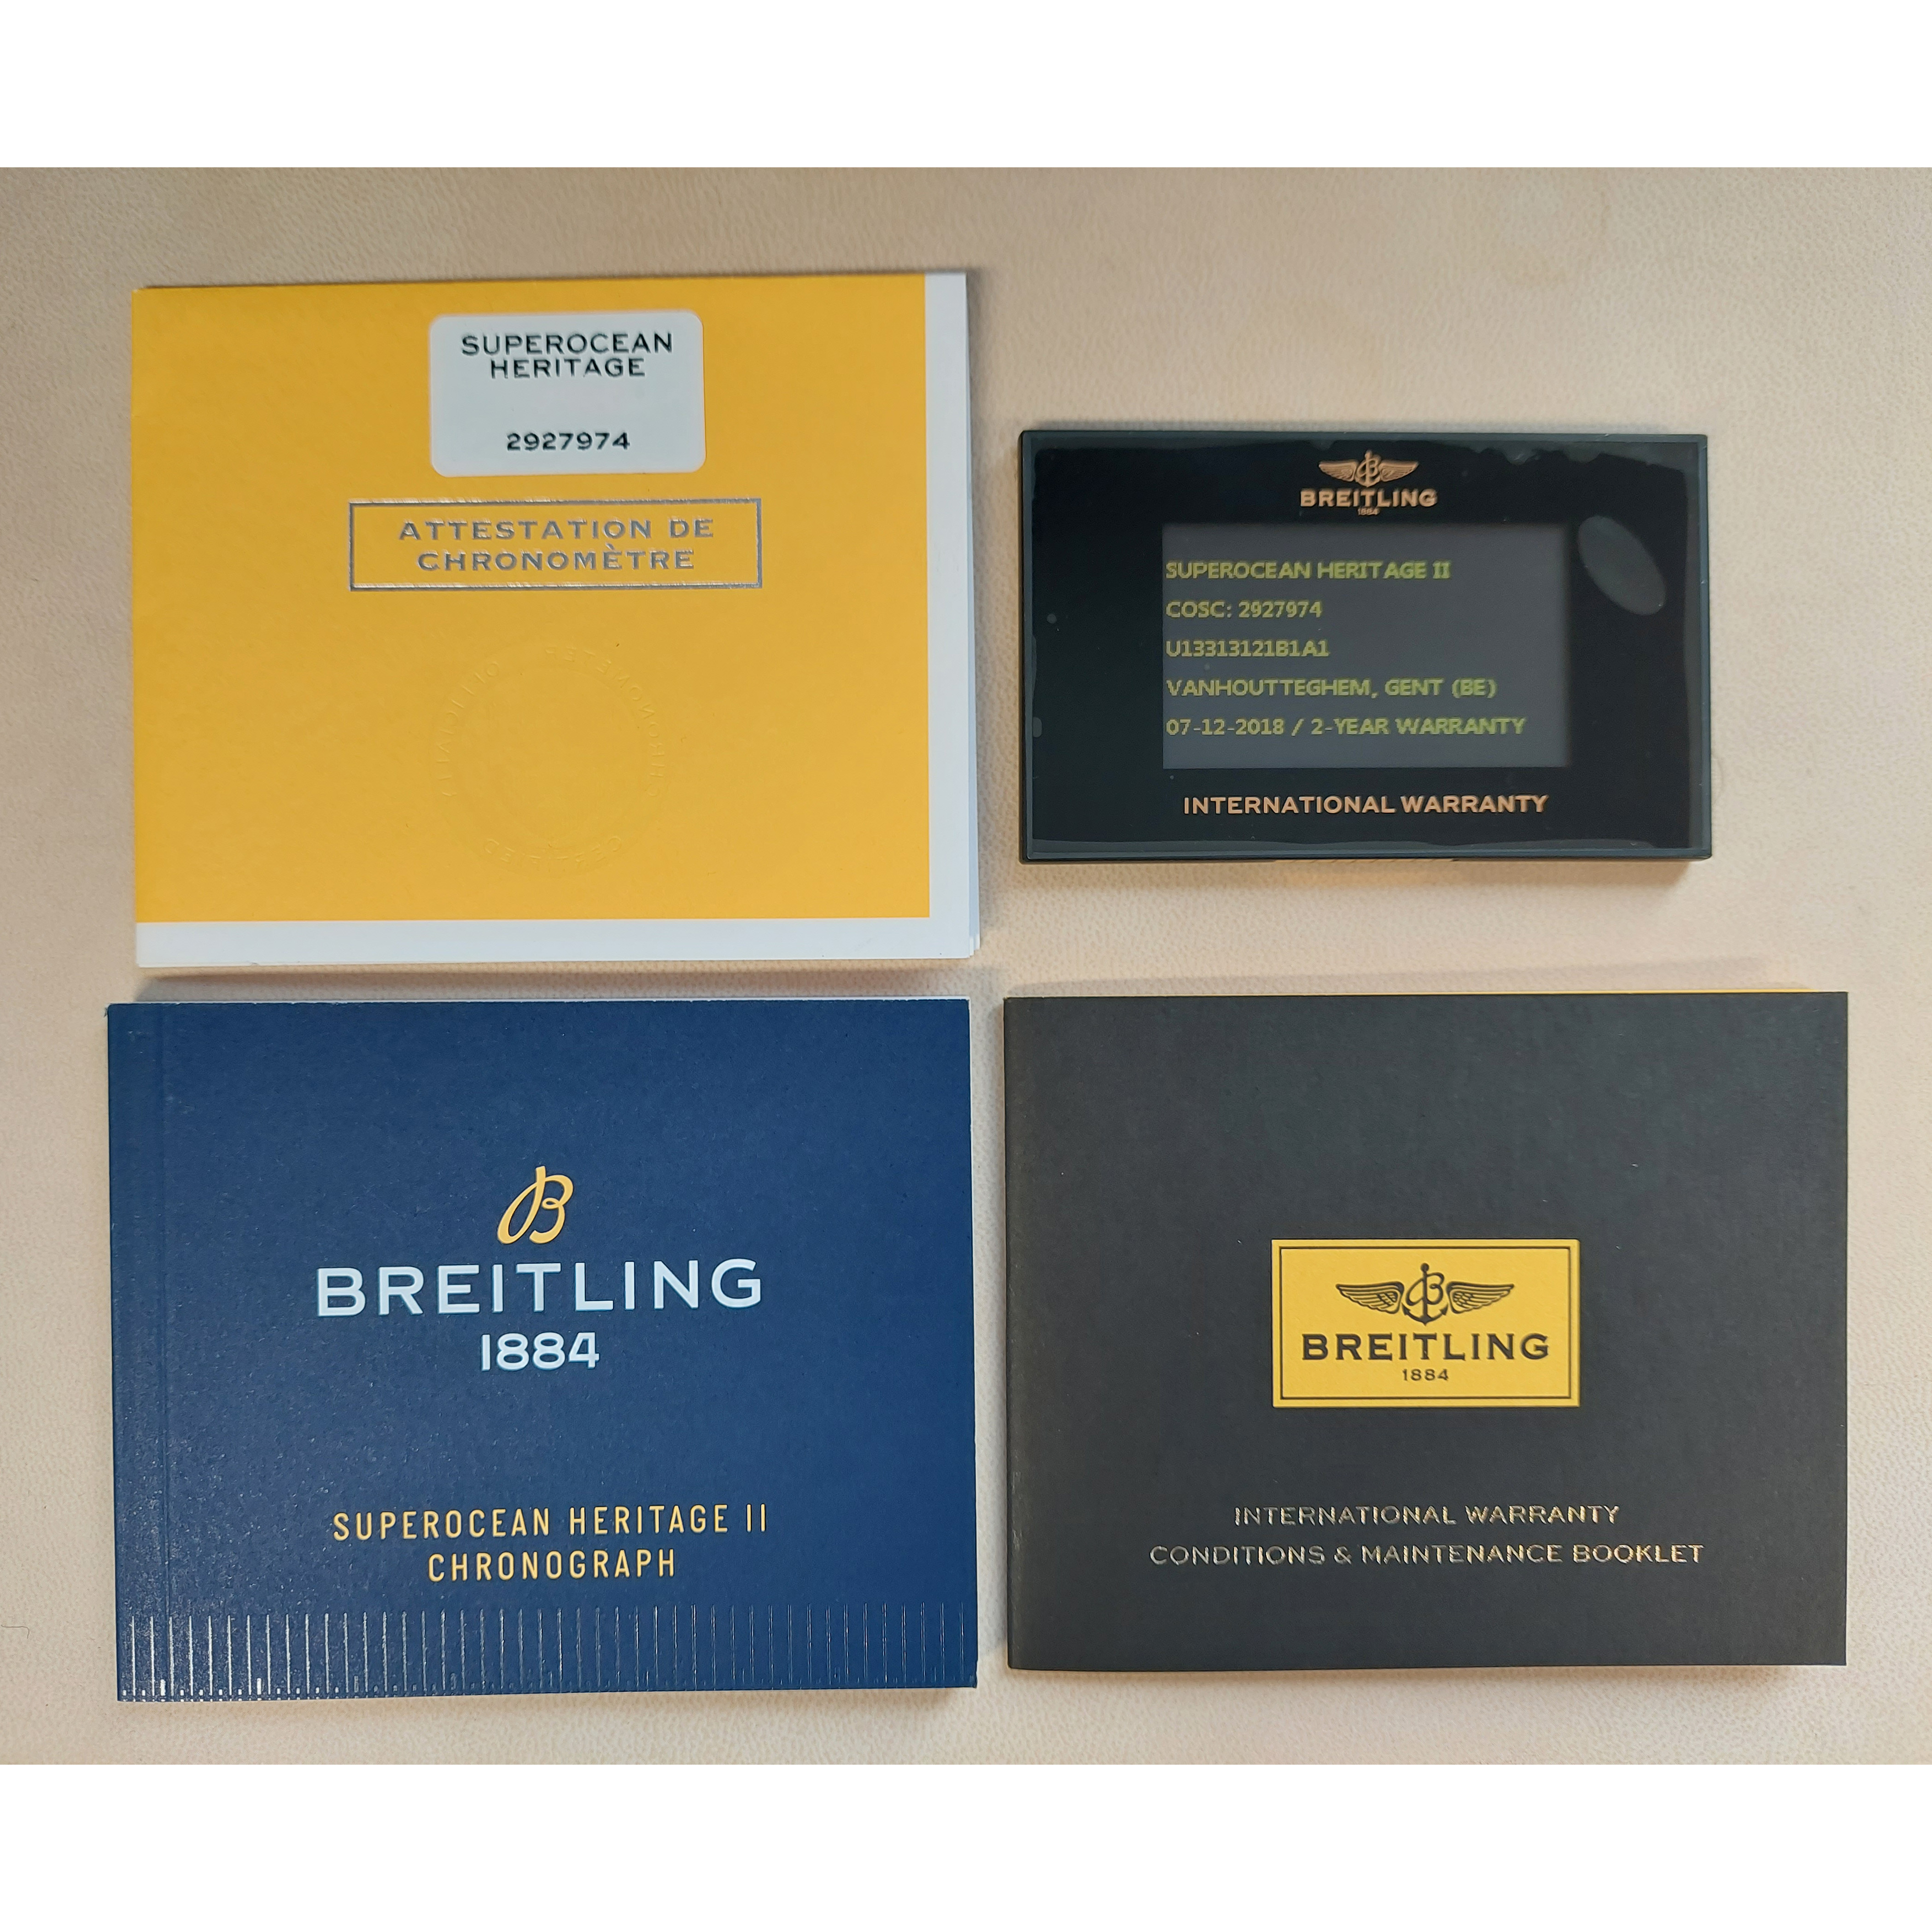 SUPEROCEAN
HERITAGE
2927974
ATTESTATION DE
CHRONOMÈTRE
CERTIFIED
BREITLING
1884
SUPEROCEAN HERITAGE II
COSC: 2927974
U13313121B1A1
VANHOUTTEGHEM, GENT (BE)
07-12-2018 / 2-YEAR WARRANTY
INTERNATIONAL WARRANTY
B
BREITLING
1884
SUPEROCEAN HERITAGE II
CHRONOGRAPH
B
BREITLING
1884
INTERNATIONAL WARRANTY
CONDITIONS & MAINTENANCE BOOKLET